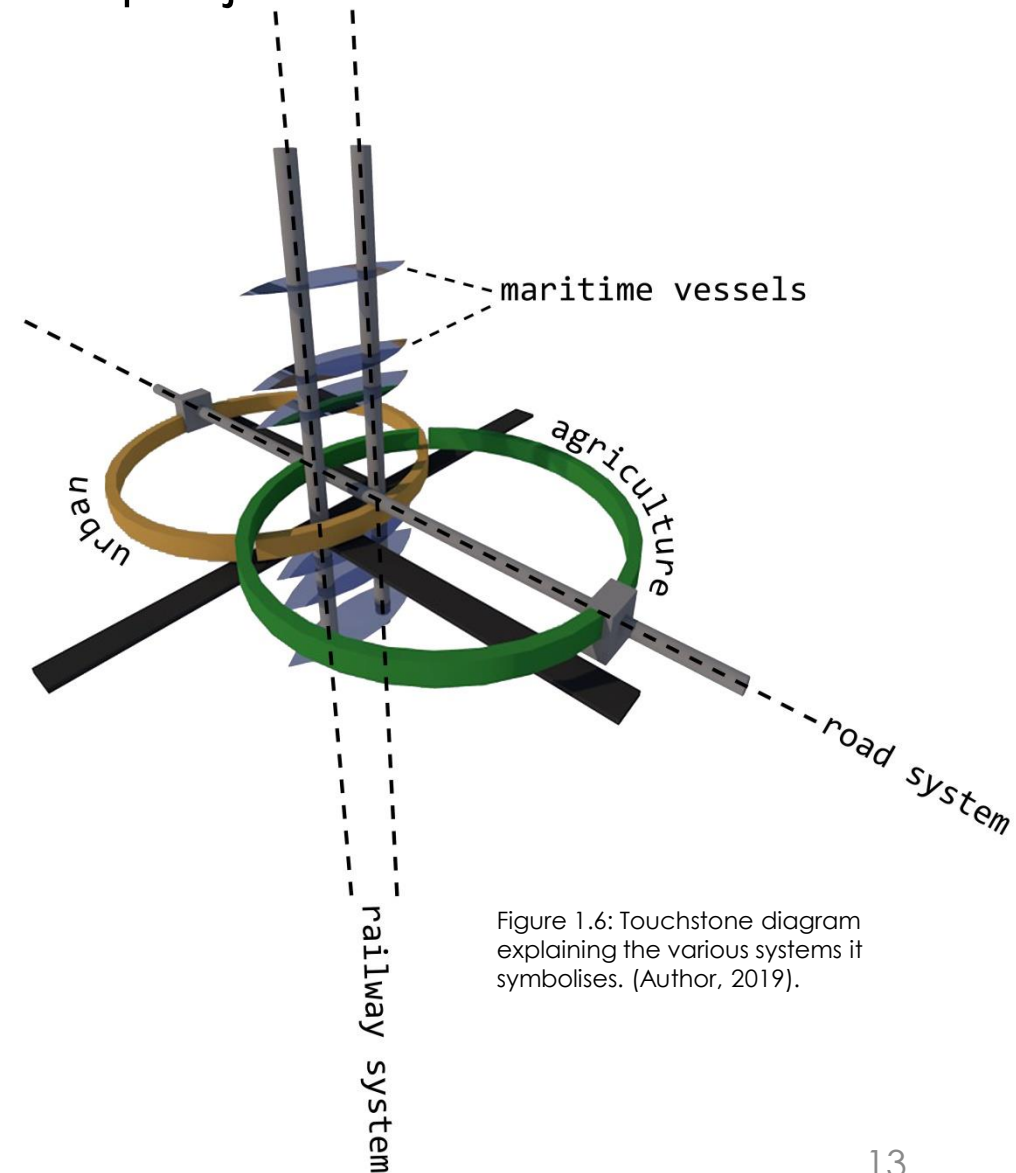 maritime vessels
agriculture
urban
road system
railway system
Figure 1.6: Touchstone diagram
explaining the various systems it
symbolises. (Author, 2019).
13